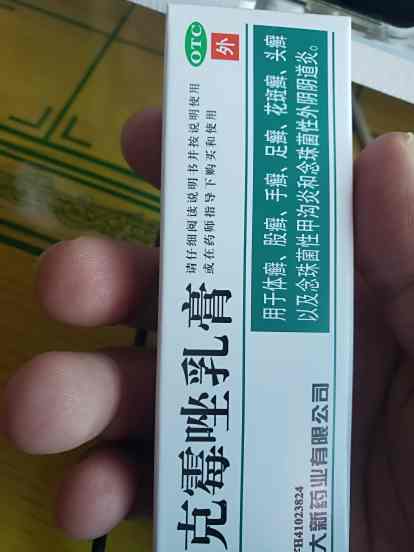 OTC
外
请仔细阅读说明书并按说明使用
或在药师指导下购买和使用
克霉唑乳膏
用于体癣、股癣、手癣、足癣、花斑癣、头癣
以及念珠菌性甲沟炎和念珠菌性外阴阴道炎。
H41023824
大新药业有限公司